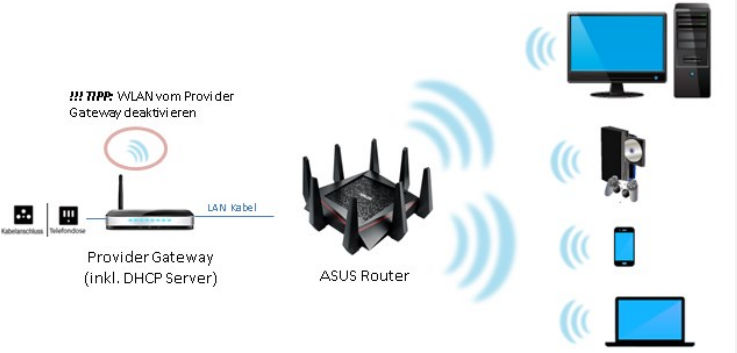 !!! TIPP: WLAN vom Provider
Gateway deaktivieren
LAN Kabel
Kabelanschluss
Telefondose
Provider Gateway
(inkl. DHCP Server)
ASUS Router